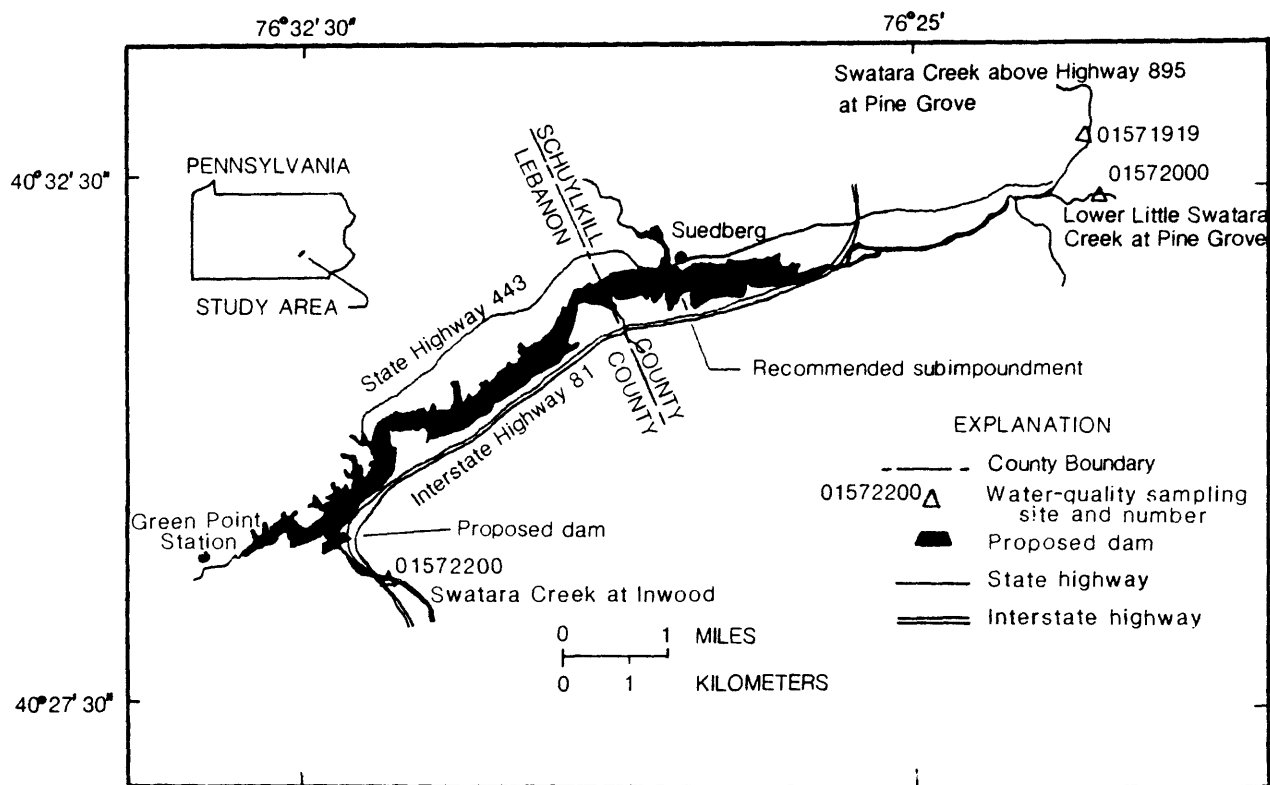 76° 32' 30"
76° 25'
Swatara Creek above Highway 895
at Pine Grove
01571919
40° 32' 30"
PENNSYLVANIA
SCHUYLKILL
LEBANON
01572000
Suedberg
Lower Little Swatara
Creek at Pine Grove
STUDY AREA
State Highway 443
Interstate Highway 81
COUNTY
COUNTY
Recommended subimpoundment
EXPLANATION
County Boundary
01572200 Water-quality sampling
site and number
Proposed dam
State highway
Interstate highway
Green Point
Station
Proposed dam
01572200
Swatara Creek at Inwood
0 1 MILES
0 1 KILOMETERS
40° 27' 30"